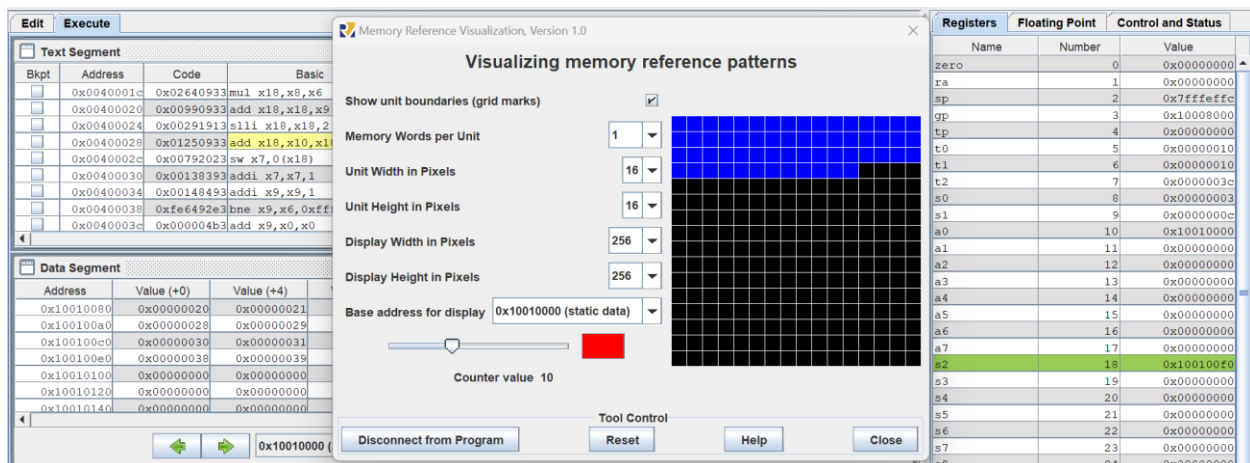 Edit Execute
Text Segment
Bkpt Address Code Basic
0x0040001c 0x02640933 mul x18,x8,x6
0x00400020 0x00990933 add x18,x18,x9
0x00400024 0x00291913 slli x18,x18,2
0x00400028 0x01250933 add x18,x10,x18
0x0040002c 0x00792023 sw x7,0(x18)
0x00400030 0x00138393 addi x7,x7,1
0x00400034 0x00148493 addi x9,x9,1
0x00400038 0xfe6492e3 bne x9,x6,0xff
0x0040003c 0x000004b3 add x9,x0,x0
Data Segment
Address Value (+0) Value (+4)
0x10010080 0x00000020 0x00000021
0x100100a0 0x00000028 0x00000029
0x100100c0 0x00000030 0x00000031
0x100100e0 0x00000038 0x00000039
0x10010100 0x00000000 0x00000000
0x10010120 0x00000000 0x00000000
0x10010140 0x00000000 0x00000000
0x10010000 (
Memory Reference Visualization, Version 1.0
Visualizing memory reference patterns
Show unit boundaries (grid marks)
Memory Words per Unit 1
Unit Width in Pixels 16
Unit Height in Pixels 16
Display Width in Pixels 256
Display Height in Pixels 256
Base address for display 0x10010000 (static data)
Counter value 10
Tool Control
Disconnect from Program Reset Help Close
Registers Floating Point Control and Status
Name Number Value
zero 0 0x00000000
ra 1 0x00000000
sp 2 0x7fffeffc
gp 3 0x10008000
tp 4 0x00000000
t0 5 0x00000010
t1 6 0x00000010
t2 7 0x0000003c
s0 8 0x00000003
s1 9 0x0000000c
a0 10 0x10010000
a1 11 0x00000000
a2 12 0x00000000
a3 13 0x00000000
a4 14 0x00000000
a5 15 0x00000000
a6 16 0x00000000
a7 17 0x00000000
s2 18 0x100100f0
s3 19 0x00000000
s4 20 0x00000000
s5 21 0x00000000
s6 22 0x00000000
s7 23 0x00000000